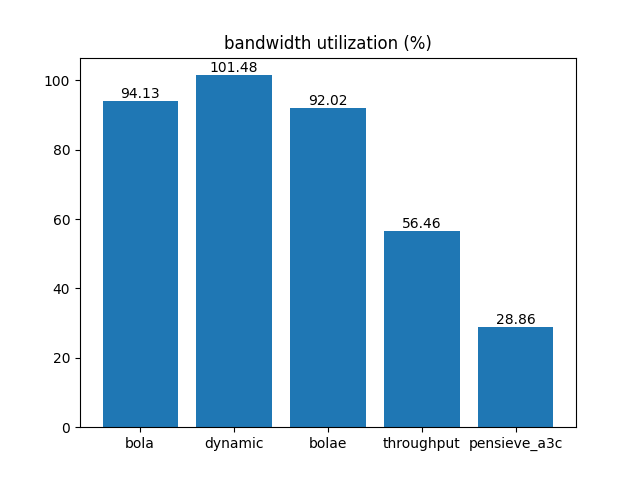 bandwidth utilization (%)
94.13
101.48
92.02
56.46
28.86
100
80
60
40
20
0
bola
dynamic
bolae
throughput
pensieve_a3c